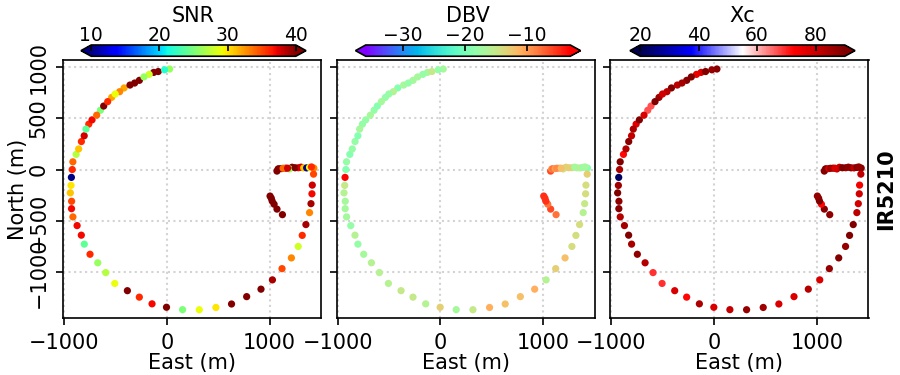 SNR DBV Xc
10 20 30 40 −30 −20 −10 20 40 60 80
1000
500
0
−500
−1000
North (m)
IR5210
−1000 0 1000 −1000 0 1000 −1000 0 1000
East (m) East (m) East (m)